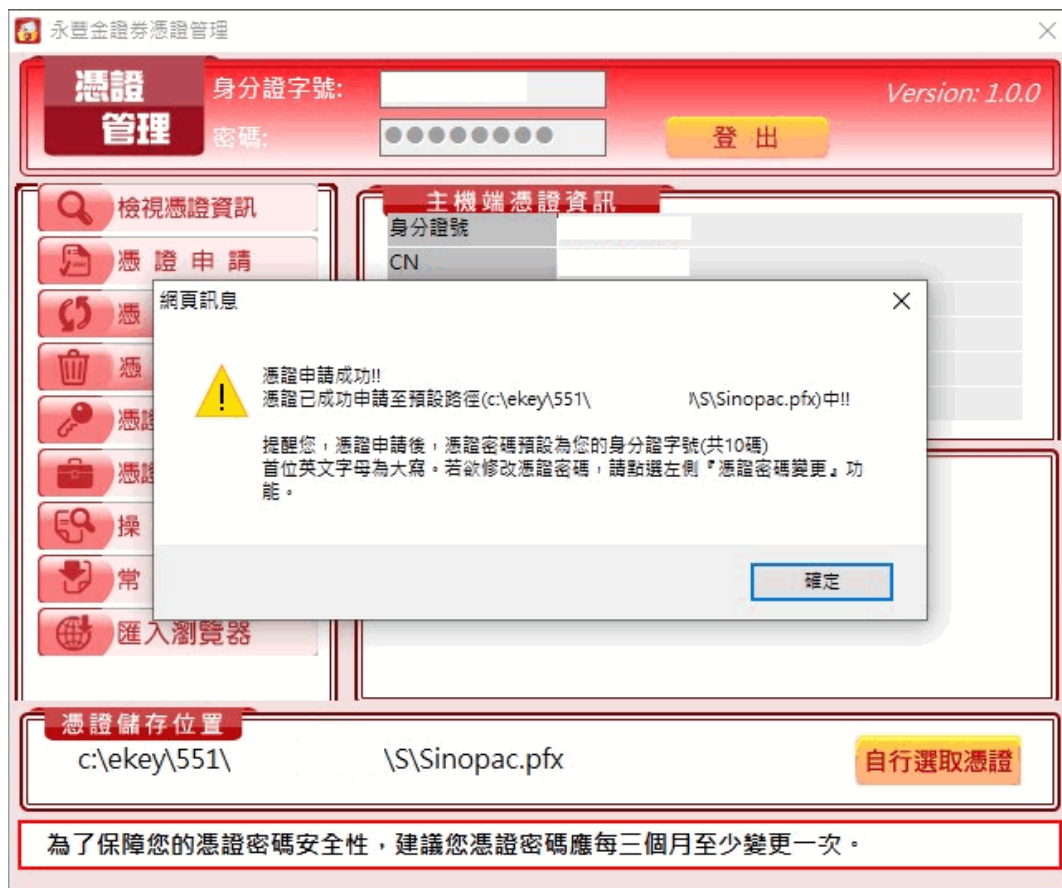 永豐金證券憑證管理
憑證
管理
身分證字號:
密碼:
Version: 1.0.0
登 出
檢視憑證資訊
憑 證 申 請
憑
憑
憑證
憑證
操
常
匯入瀏覽器
主機端憑證資訊
身分證號
CN
網頁訊息
憑證申請成功!!
憑證已成功申請至預設路徑(c:\ekey\551\ \S\Sinopac.pfx)中!!
提醒您，憑證申請後，憑證密碼預設為您的身分證字號(共10碼)
首位英文字母為大寫。若欲修改憑證密碼，請點選左側『憑證密碼變更』功
能。
確定
憑證儲存位置
c:\ekey\551\ \S\Sinopac.pfx
自行選取憑證
為了保障您的憑證密碼安全性，建議您憑證密碼應每三個月至少變更一次。